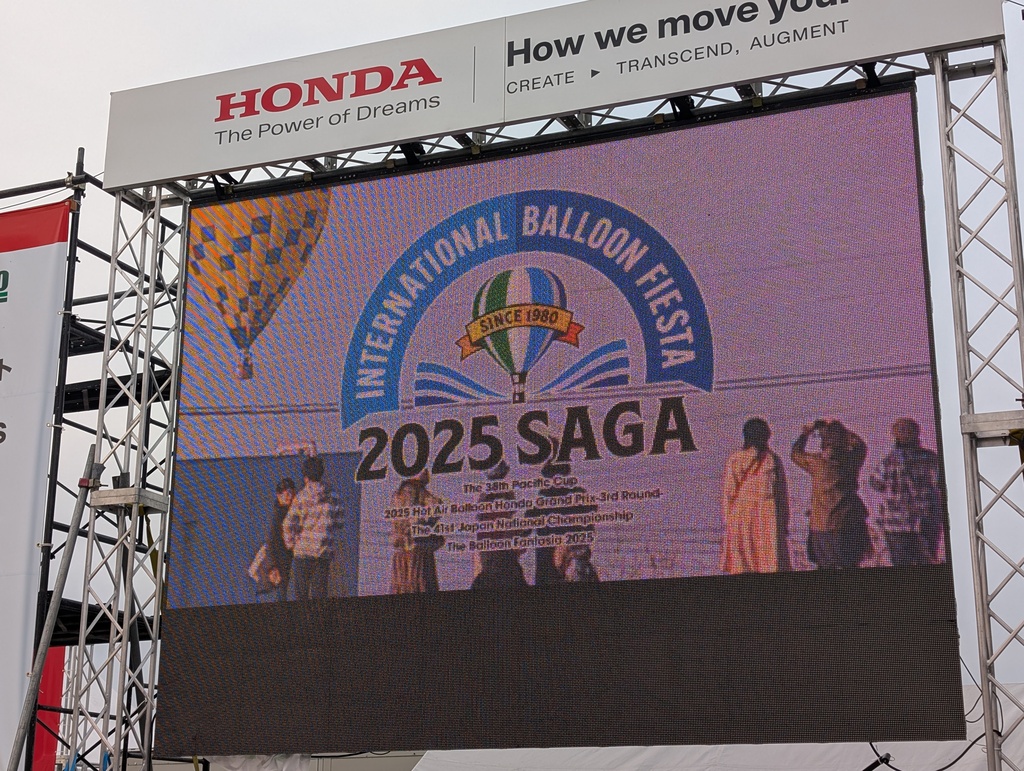 HONDA
The Power of Dreams
How we move you.
CREATE ▸ TRANSCEND, AUGMENT
INTERNATIONAL BALLOON FIESTA
SINCE 1980
2025 SAGA
The 38th Pacific Cup
2025 Hot Air Balloon Honda Grand Prix-3rd Round-
The 41st Japan National Championship
The Balloon Fantasia 2025
ト
S